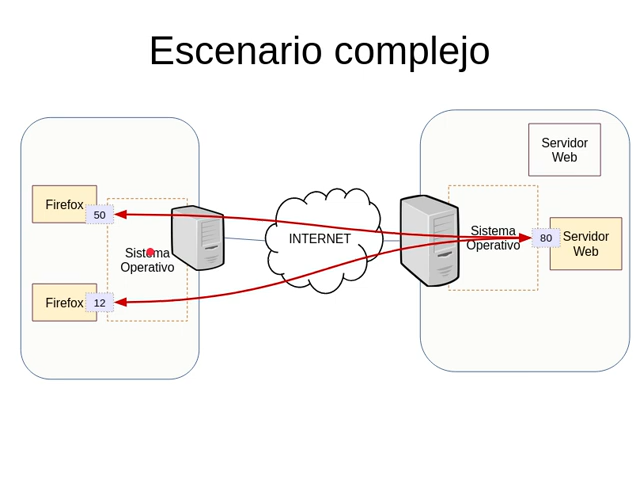 Escenario complejo
Servidor
Web
Firefox
50
Sistema
Operativo
INTERNET
Sistema
Operativo
80
Servidor
Web
Firefox
12